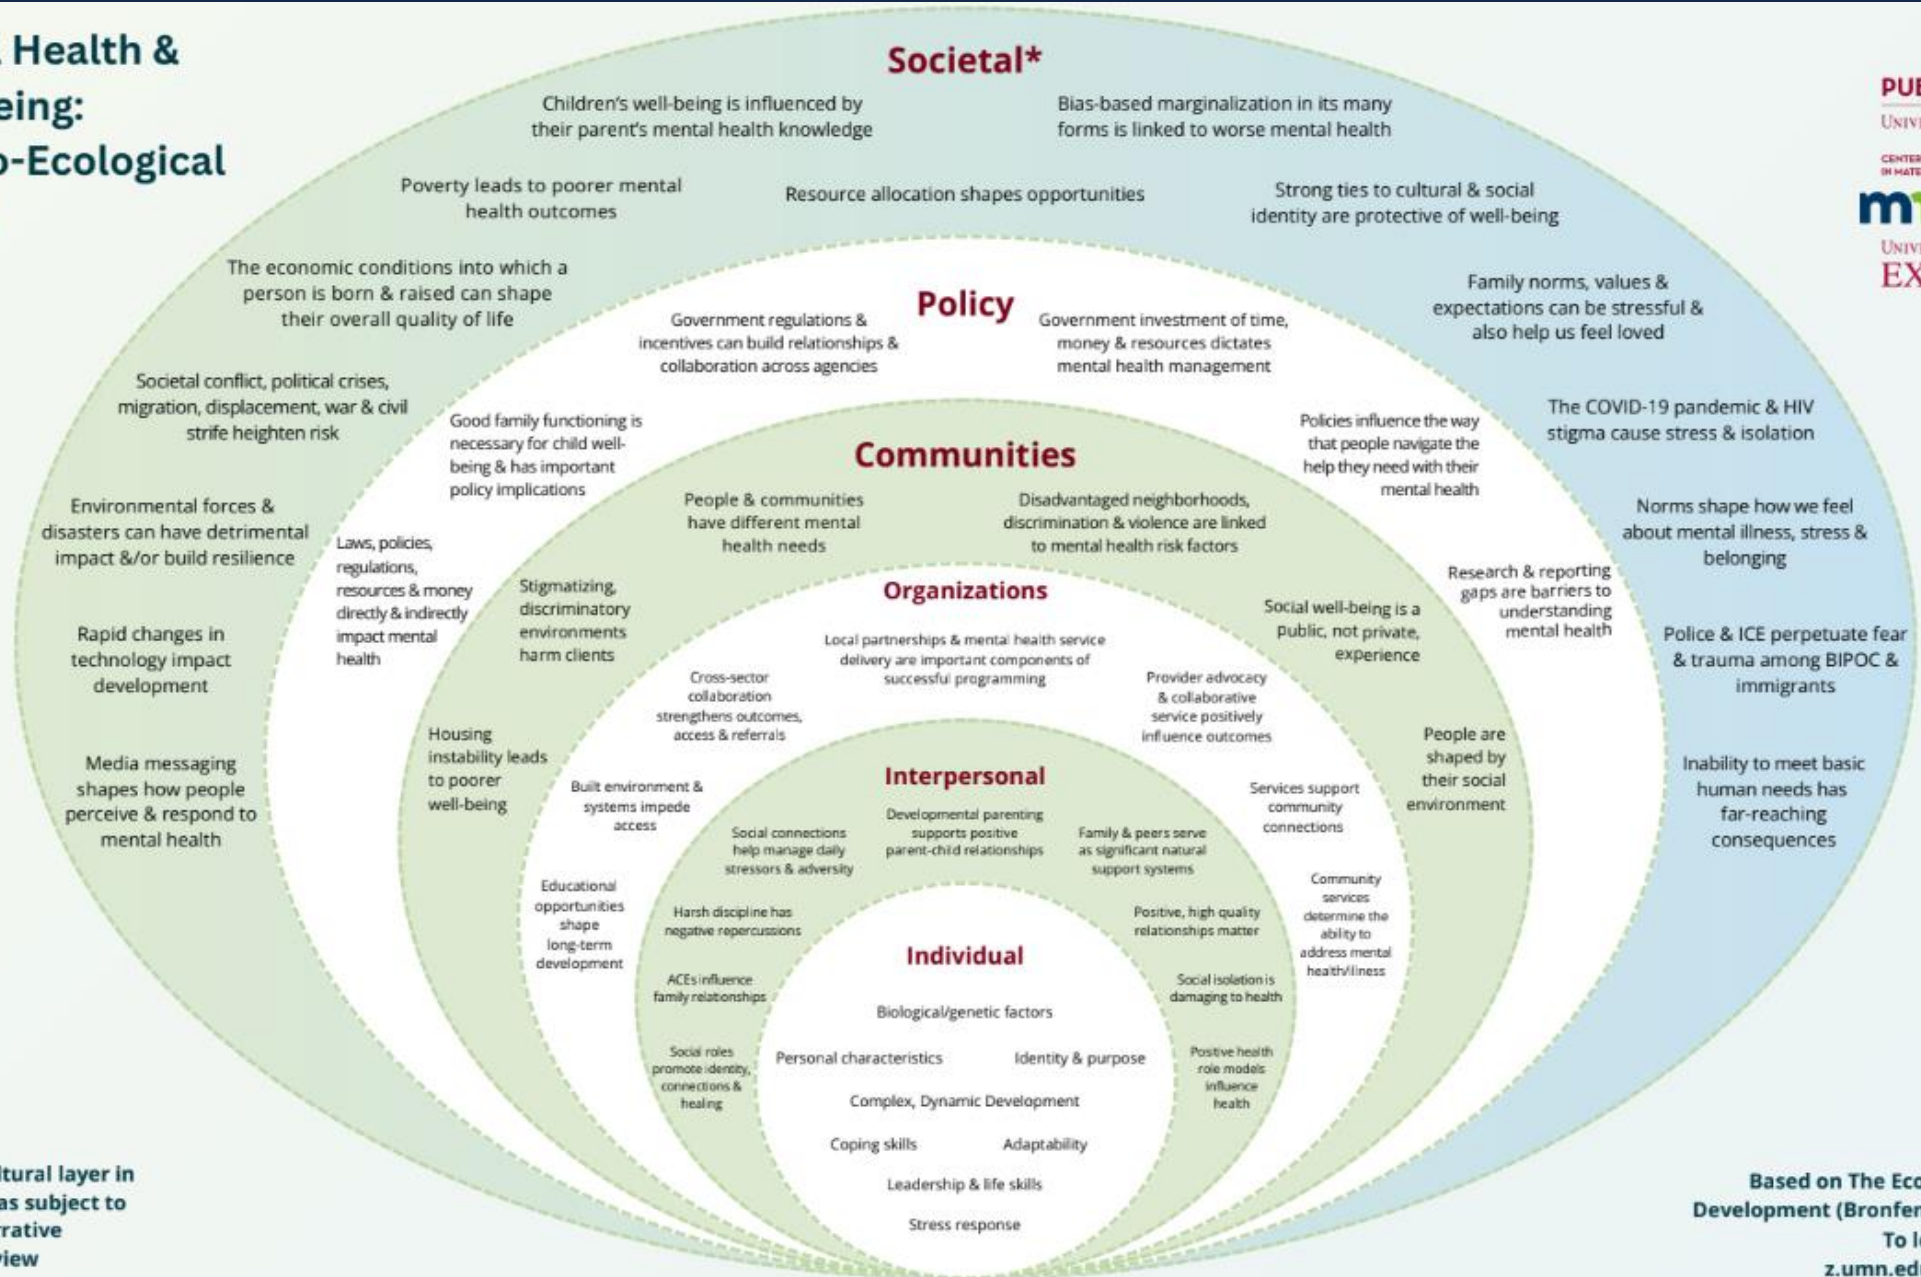 Health &
eing:
o-Ecological
Societal*
Children's well-being is influenced by
their parent's mental health knowledge
Bias-based marginalization in its many
forms is linked to worse mental health
Poverty leads to poorer mental
health outcomes
Resource allocation shapes opportunities
Strong ties to cultural & social
identity are protective of well-being
The economic conditions into which a
person is born & raised can shape
their overall quality of life
Family norms, values &
expectations can be stressful &
also help us feel loved
Societal conflict, political crises,
migration, displacement, war & civil
strife heighten risk
The COVID-19 pandemic & HIV
stigma cause stress & isolation
Environmental forces &
disasters can have detrimental
impact &/or build resilience
Norms shape how we feel
about mental illness, stress &
belonging
Rapid changes in
technology impact
development
Police & ICE perpetuate fear
& trauma among BIPOC &
immigrants
Media messaging
shapes how people
perceive & respond to
mental health
Inability to meet basic
human needs has
far-reaching
consequences
Policy
Government regulations &
incentives can build relationships &
collaboration across agencies
Government investment of time,
money & resources dictates
mental health management
Good family functioning is
necessary for child well-
being & has important
policy implications
Policies influence the way
that people navigate the
help they need with their
mental health
Laws, policies,
regulations,
resources & money
directly & indirectly
impact mental
health
Research & reporting
gaps are barriers to
understanding
mental health
Communities
People & communities
have different mental
health needs
Disadvantaged neighborhoods,
discrimination & violence are linked
to mental health risk factors
Stigmatizing,
discriminatory
environments
harm clients
Social well-being is a
public, not private,
experience
Housing
instability leads
to poorer
well-being
People are
shaped by
their social
environment
Organizations
Local partnerships & mental health service
delivery are important components of
successful programming
Cross-sector
collaboration
strengthens outcomes,
access & referrals
Provider advocacy
& collaborative
service positively
influence outcomes
Built environment &
systems impede
access
Services support
community
connections
Educational
opportunities
shape
long-term
development
Community
services
determine the
ability to
address mental
health/illness
Interpersonal
Developmental parenting
supports positive
parent-child relationships
Social connections
help manage daily
stressors & adversity
Family & peers serve
as significant natural
support systems
Harsh discipline has
negative repercussions
Positive, high quality
relationships matter
ACEs influence
family relationships
Social isolation is
damaging to health
Social roles
promote identity,
connections &
healing
Positive health
role models
influence
health
Individual
Biological/genetic factors
Personal characteristics
Identity & purpose
Complex, Dynamic Development
Coping skills
Adaptability
Leadership & life skills
Stress response
PUB
UNIVE
CENTER
IN MATE
m
UNIVE
EX
ltural layer in
as subject to
rrative
view
Based on The Eco
Development (Bronfer
To l
z.umn.ed